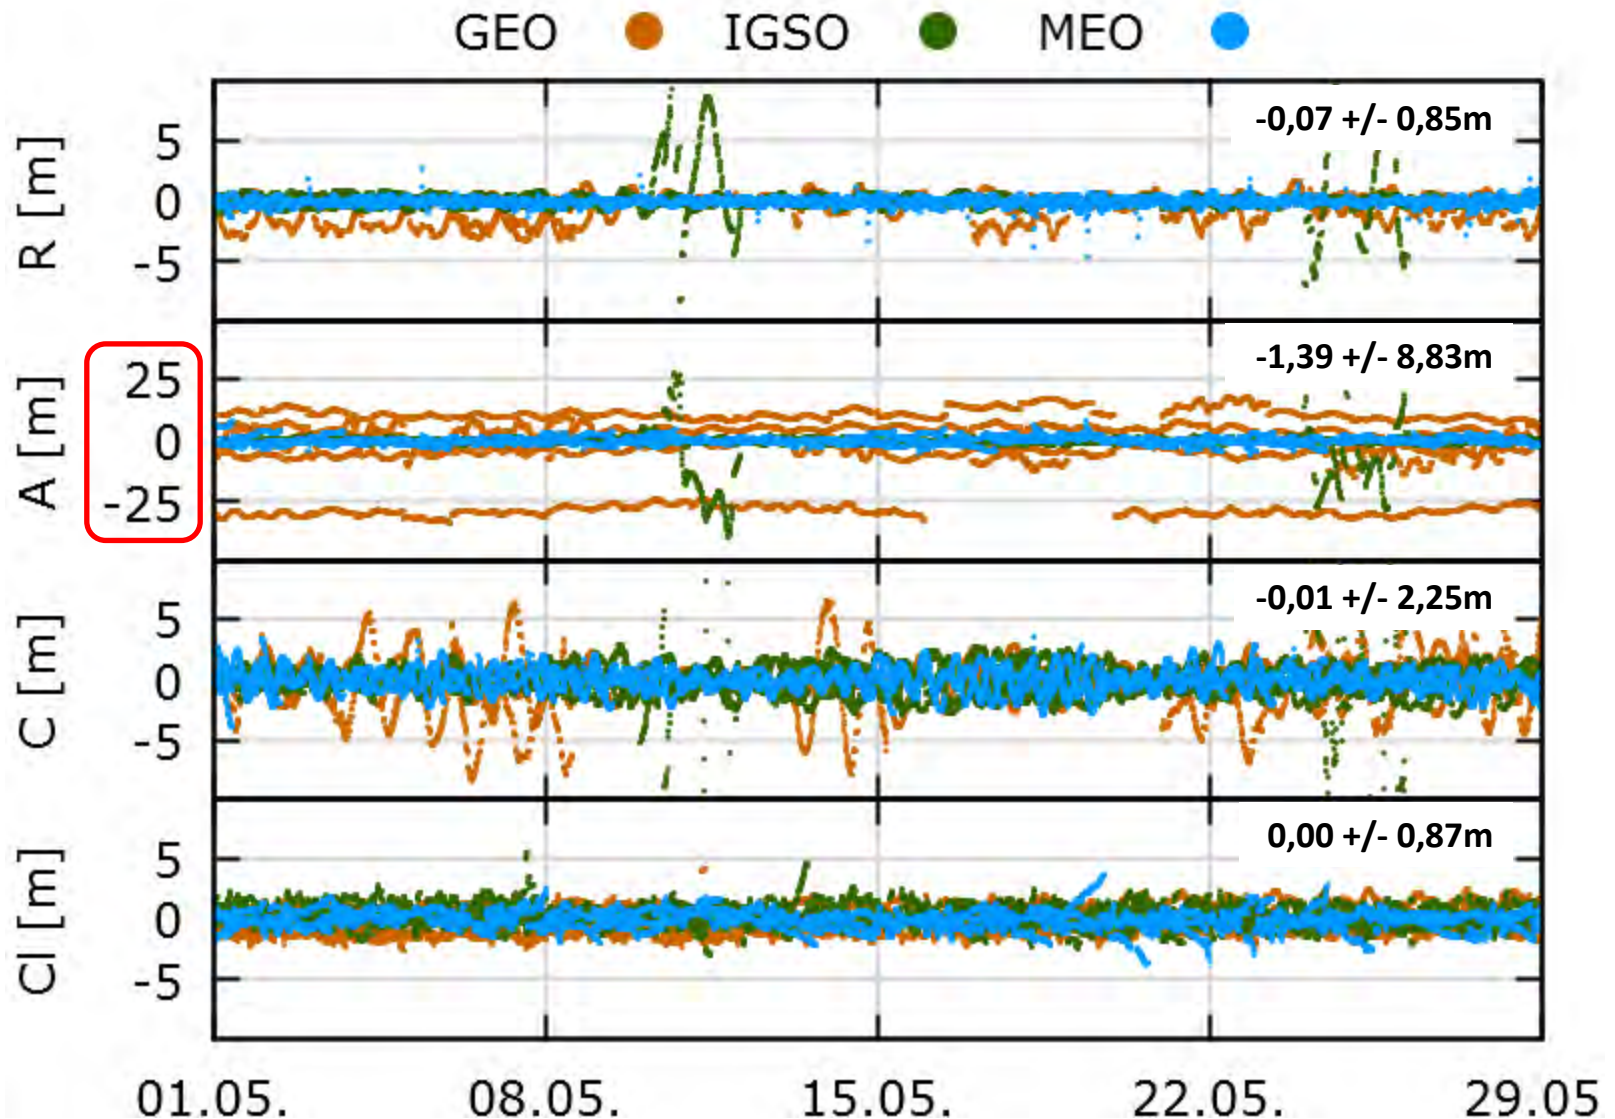 GEO IGSO MEO
R [m]
5
0
-5
-0,07 +/- 0,85m
A [m]
25
0
-25
-1,39 +/- 8,83m
C [m]
5
0
-5
-0,01 +/- 2,25m
Cl [m]
5
0
-5
0,00 +/- 0,87m
01.05. 08.05. 15.05. 22.05. 29.05